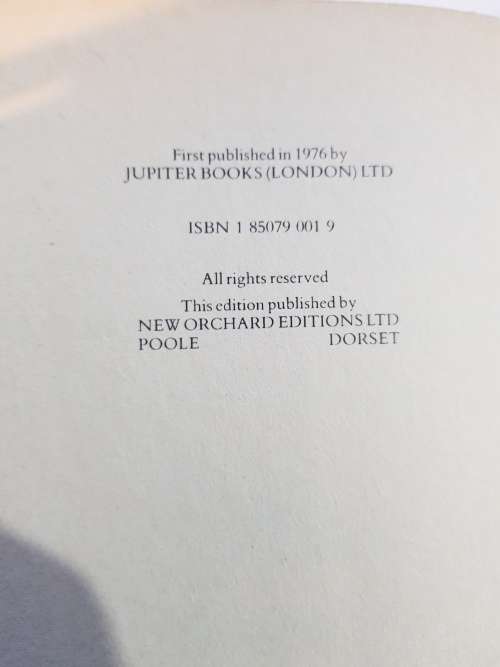 First published in 1976 by
JUPITER BOOKS (LONDON) LTD
ISBN 1 85079 001 9
All rights reserved
This edition published by
NEW ORCHARD EDITIONS LTD
POOLE DORSET